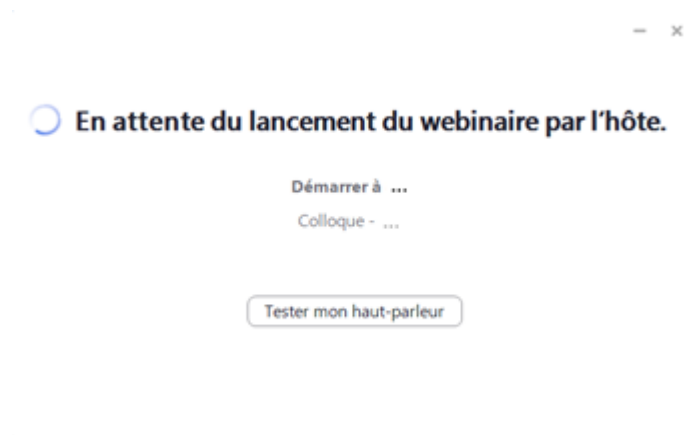 En attente du lancement du webinaire par l'hôte.
Démarrer à ...
Colloque - ...
Tester mon haut-parleur